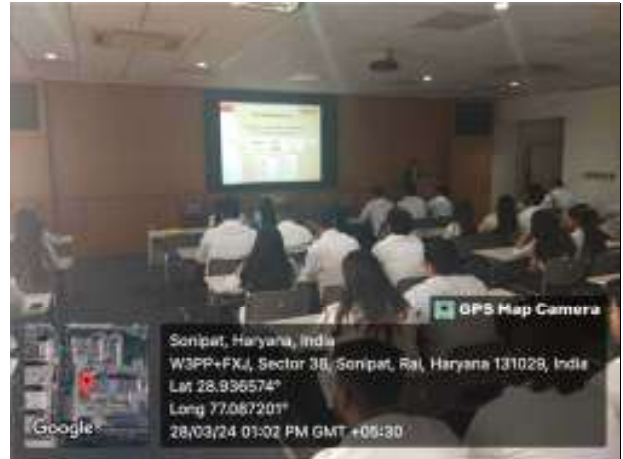 GPS Map Camera
Sonipat, Haryana, India
W3PP+FXJ, Sector 38, Sonipat, Rai, Haryana 131029, India
Lat 28.936574°
Long 77.087201°
28/03/24 01:02 PM GMT +05:30
Google